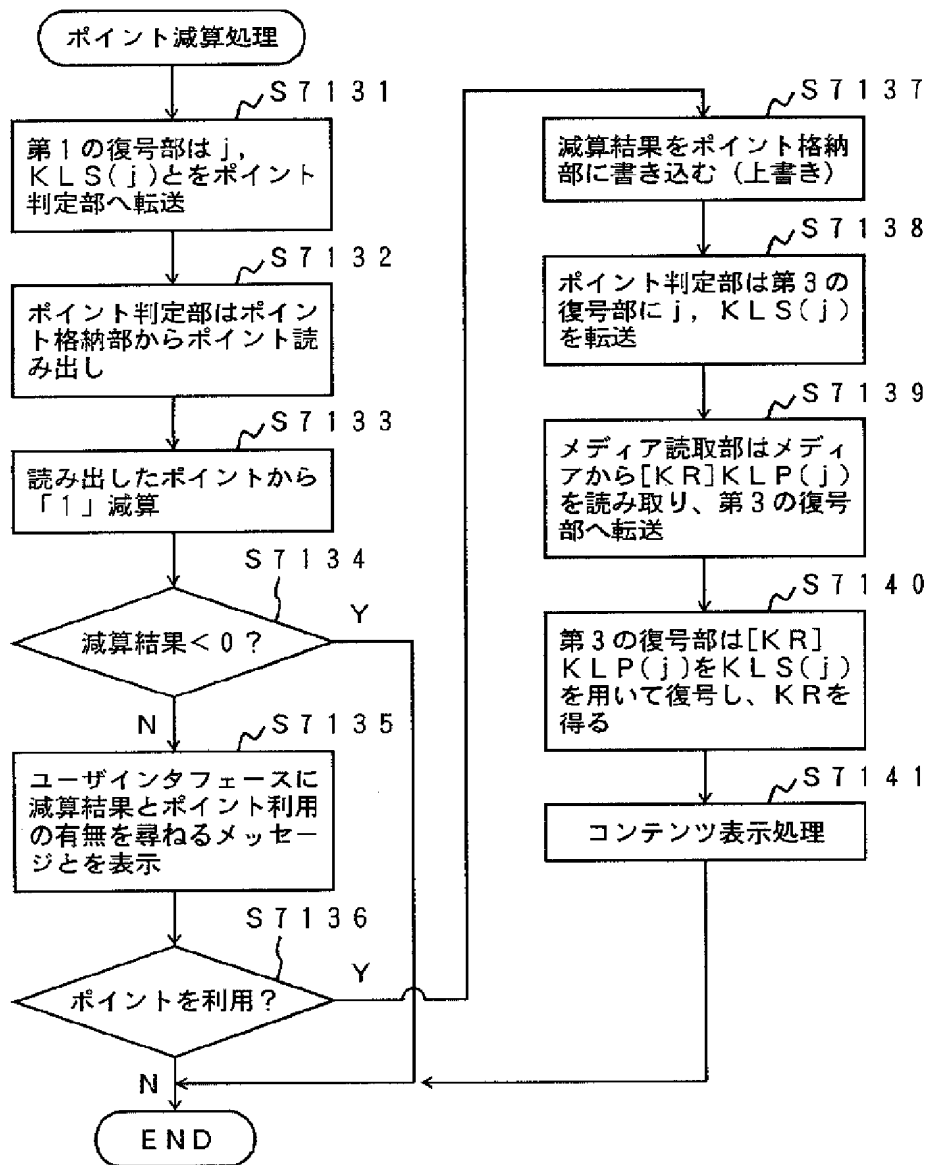 ポイント減算処理
S7131
第1の復号部はj,
KLS(j)とをポイント
判定部へ転送
S7132
ポイント判定部はポイン
ト格納部からポイント読
み出し
S7133
読み出したポイントから
「1」減算
S7134
減算結果<0?
Y
N
S7135
ユーザインタフェースに
減算結果とポイント利用
の有無を尋ねるメッセー
ジとを表示
S7136
ポイントを利用?
Y
N
END
S7137
減算結果をポイント格納
部に書き込む(上書き)
S7138
ポイント判定部は第3の
復号部にj, KLS(j)
を転送
S7139
メディア読取部はメディ
アから[KR]KLP(j)
を読み取り、第3の復号
部へ転送
S7140
第3の復号部は[KR]
KLP(j)をKLS(j)
を用いて復号し、KRを
得る
S7141
コンテンツ表示処理